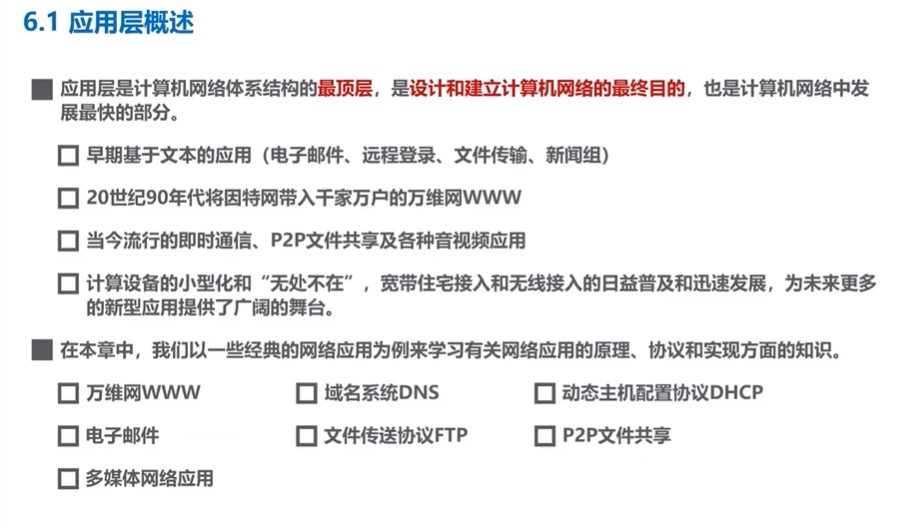 6.1 应用层概述
应用层是计算机网络体系结构的最顶层，是设计和建立计算机网络的最终目的，也是计算机网络中发
展最快的部分。
早期基于文本的应用（电子邮件、远程登录、文件传输、新闻组）
20世纪90年代将因特网带入千家万户的万维网WWW
当今流行的即时通信、P2P文件共享及各种音视频应用
计算设备的小型化和“无处不在”，宽带住宅接入和无线接入的日益普及和迅速发展，为未来更多
的新型应用提供了广阔的舞台。
在本章中，我们以一些经典的网络应用为例来学习有关网络应用的原理、协议和实现方面的知识。
万维网WWW 域名系统DNS 动态主机配置协议DHCP
电子邮件 文件传送协议FTP P2P文件共享
多媒体网络应用